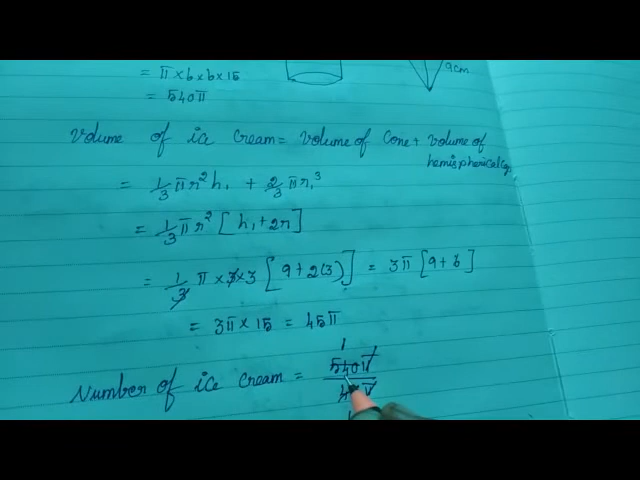 9cm
= π × 6 × 6 × 15
= 540π
Volume of ice cream = Volume of Cone + Volume of
hemispherical
= 1/3 πr²h₁ + 2/3 πr₁³
= 1/3 πr² [h₁ + 2r]
= 1/3 π × 3 × 3 [9 + 2(3)] = 3π [9 + 6]
= 3π × 15 = 45π
1
Number of ice cream = 540π